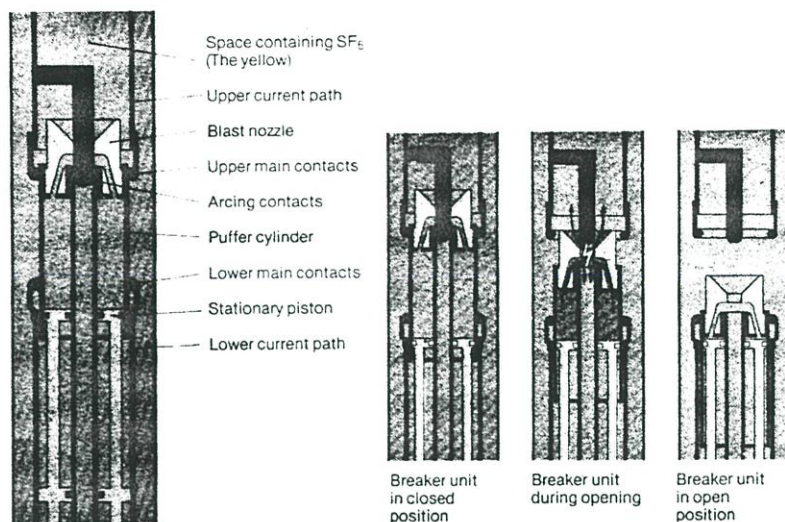 Space containing SF6
(The yellow)
Upper current path
Blast nozzle
Upper main contacts
Arcing contacts
Puffer cylinder
Lower main contacts
Stationary piston
Lower current path
Breaker unit
in closed
position
Breaker unit
during opening
Breaker unit
in open
position